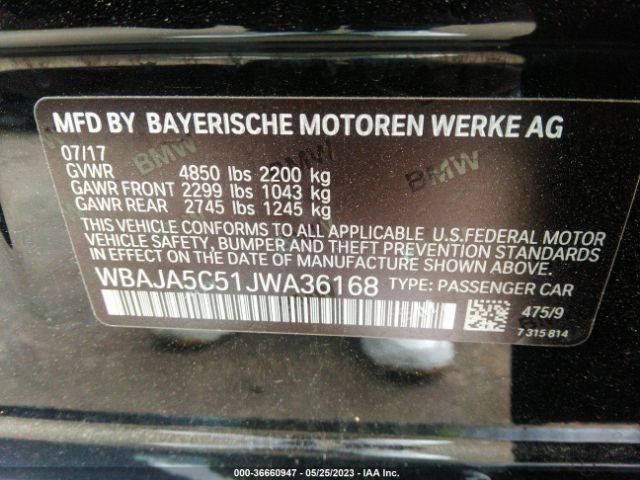 MFD BY BAYERISCHE MOTOREN WERKE AG
07/17
GVWR 4850 lbs 2200 kg
GAWR FRONT 2299 lbs 1043 kg
GAWR REAR 2745 lbs 1245 kg
THIS VEHICLE CONFORMS TO ALL APPLICABLE U.S.FEDERAL MOTOR
VEHICLE SAFETY, BUMPER AND THEFT PREVENTION STANDARDS
IN EFFECT ON THE DATE OF MANUFACTURE SHOWN ABOVE.
WBAJA5C51JWA36168 TYPE: PASSENGER CAR
475/9
7 315 814
BMW
BMW
BMW
000-36660947 - 05/25/2023 - IAA Inc.